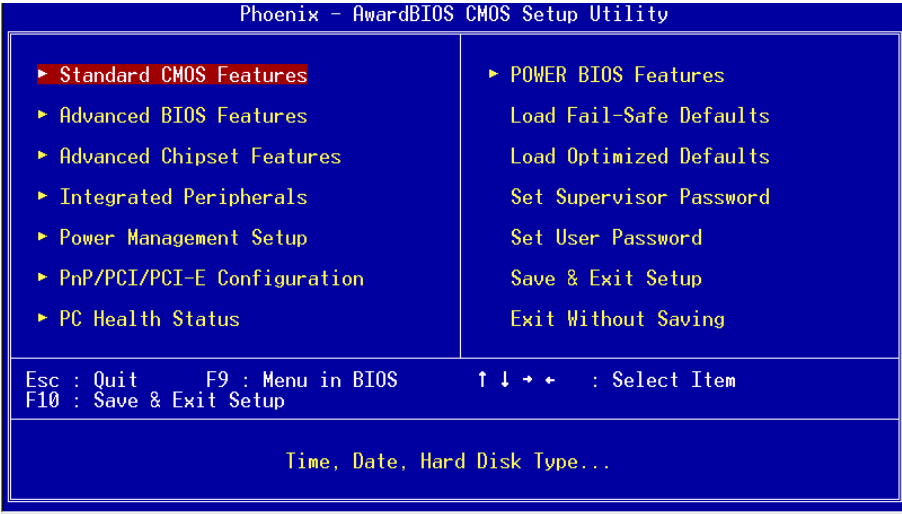 Phoenix - AwardBIOS CMOS Setup Utility
► Standard CMOS Features
► Advanced BIOS Features
► Advanced Chipset Features
► Integrated Peripherals
► Power Management Setup
► PnP/PCI/PCI-E Configuration
► PC Health Status
► POWER BIOS Features
Load Fail-Safe Defaults
Load Optimized Defaults
Set Supervisor Password
Set User Password
Save & Exit Setup
Exit Without Saving
Esc : Quit F9 : Menu in BIOS ↑ ↓ → ← : Select Item
F10 : Save & Exit Setup
Time, Date, Hard Disk Type...